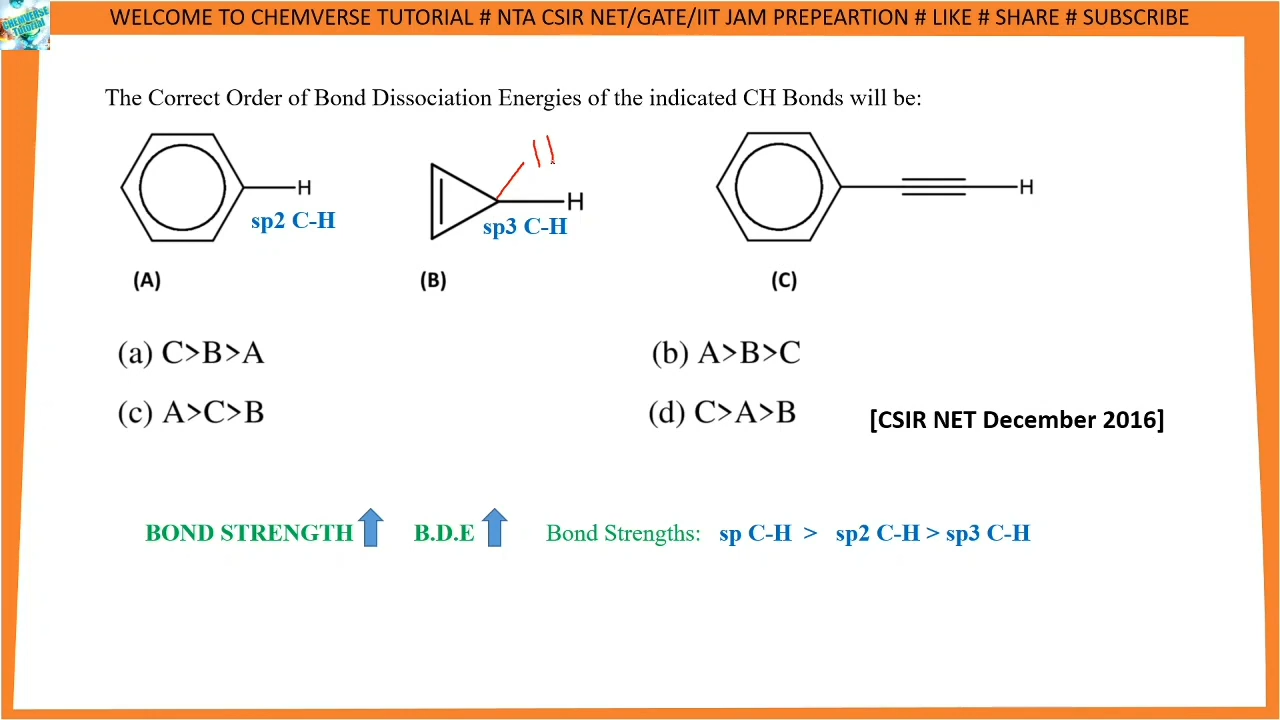 WELCOME TO CHEMVERSE TUTORIAL # NTA CSIR NET/GATE/IIT JAM PREPEARTION # LIKE # SHARE # SUBSCRIBE
CHEMVERSE
TUTORIAL
The Correct Order of Bond Dissociation Energies of the indicated CH Bonds will be:
H
sp2 C-H
(A)
H
sp3 C-H
(B)
H
(C)
(a) C>B>A
(b) A>B>C
(c) A>C>B
(d) C>A>B
[CSIR NET December 2016]
BOND STRENGTH B.D.E Bond Strengths: sp C-H > sp2 C-H > sp3 C-H